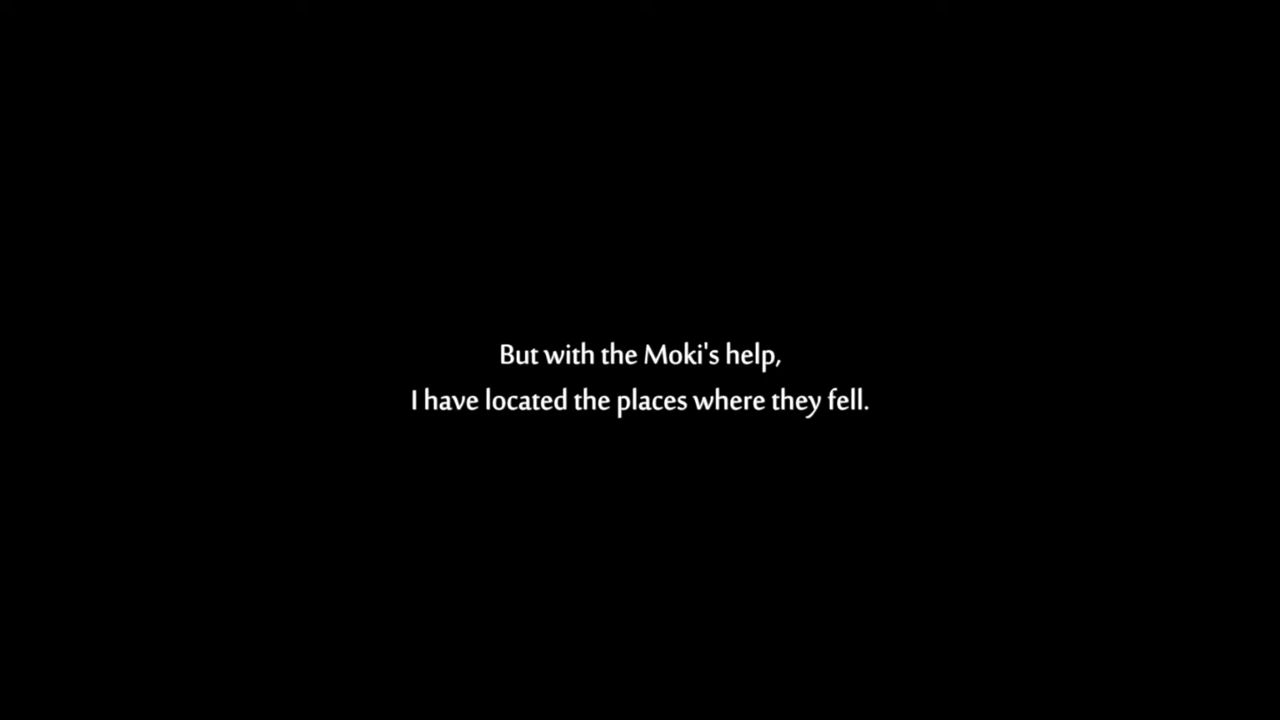 But with the Moki's help,
I have located the places where they fell.